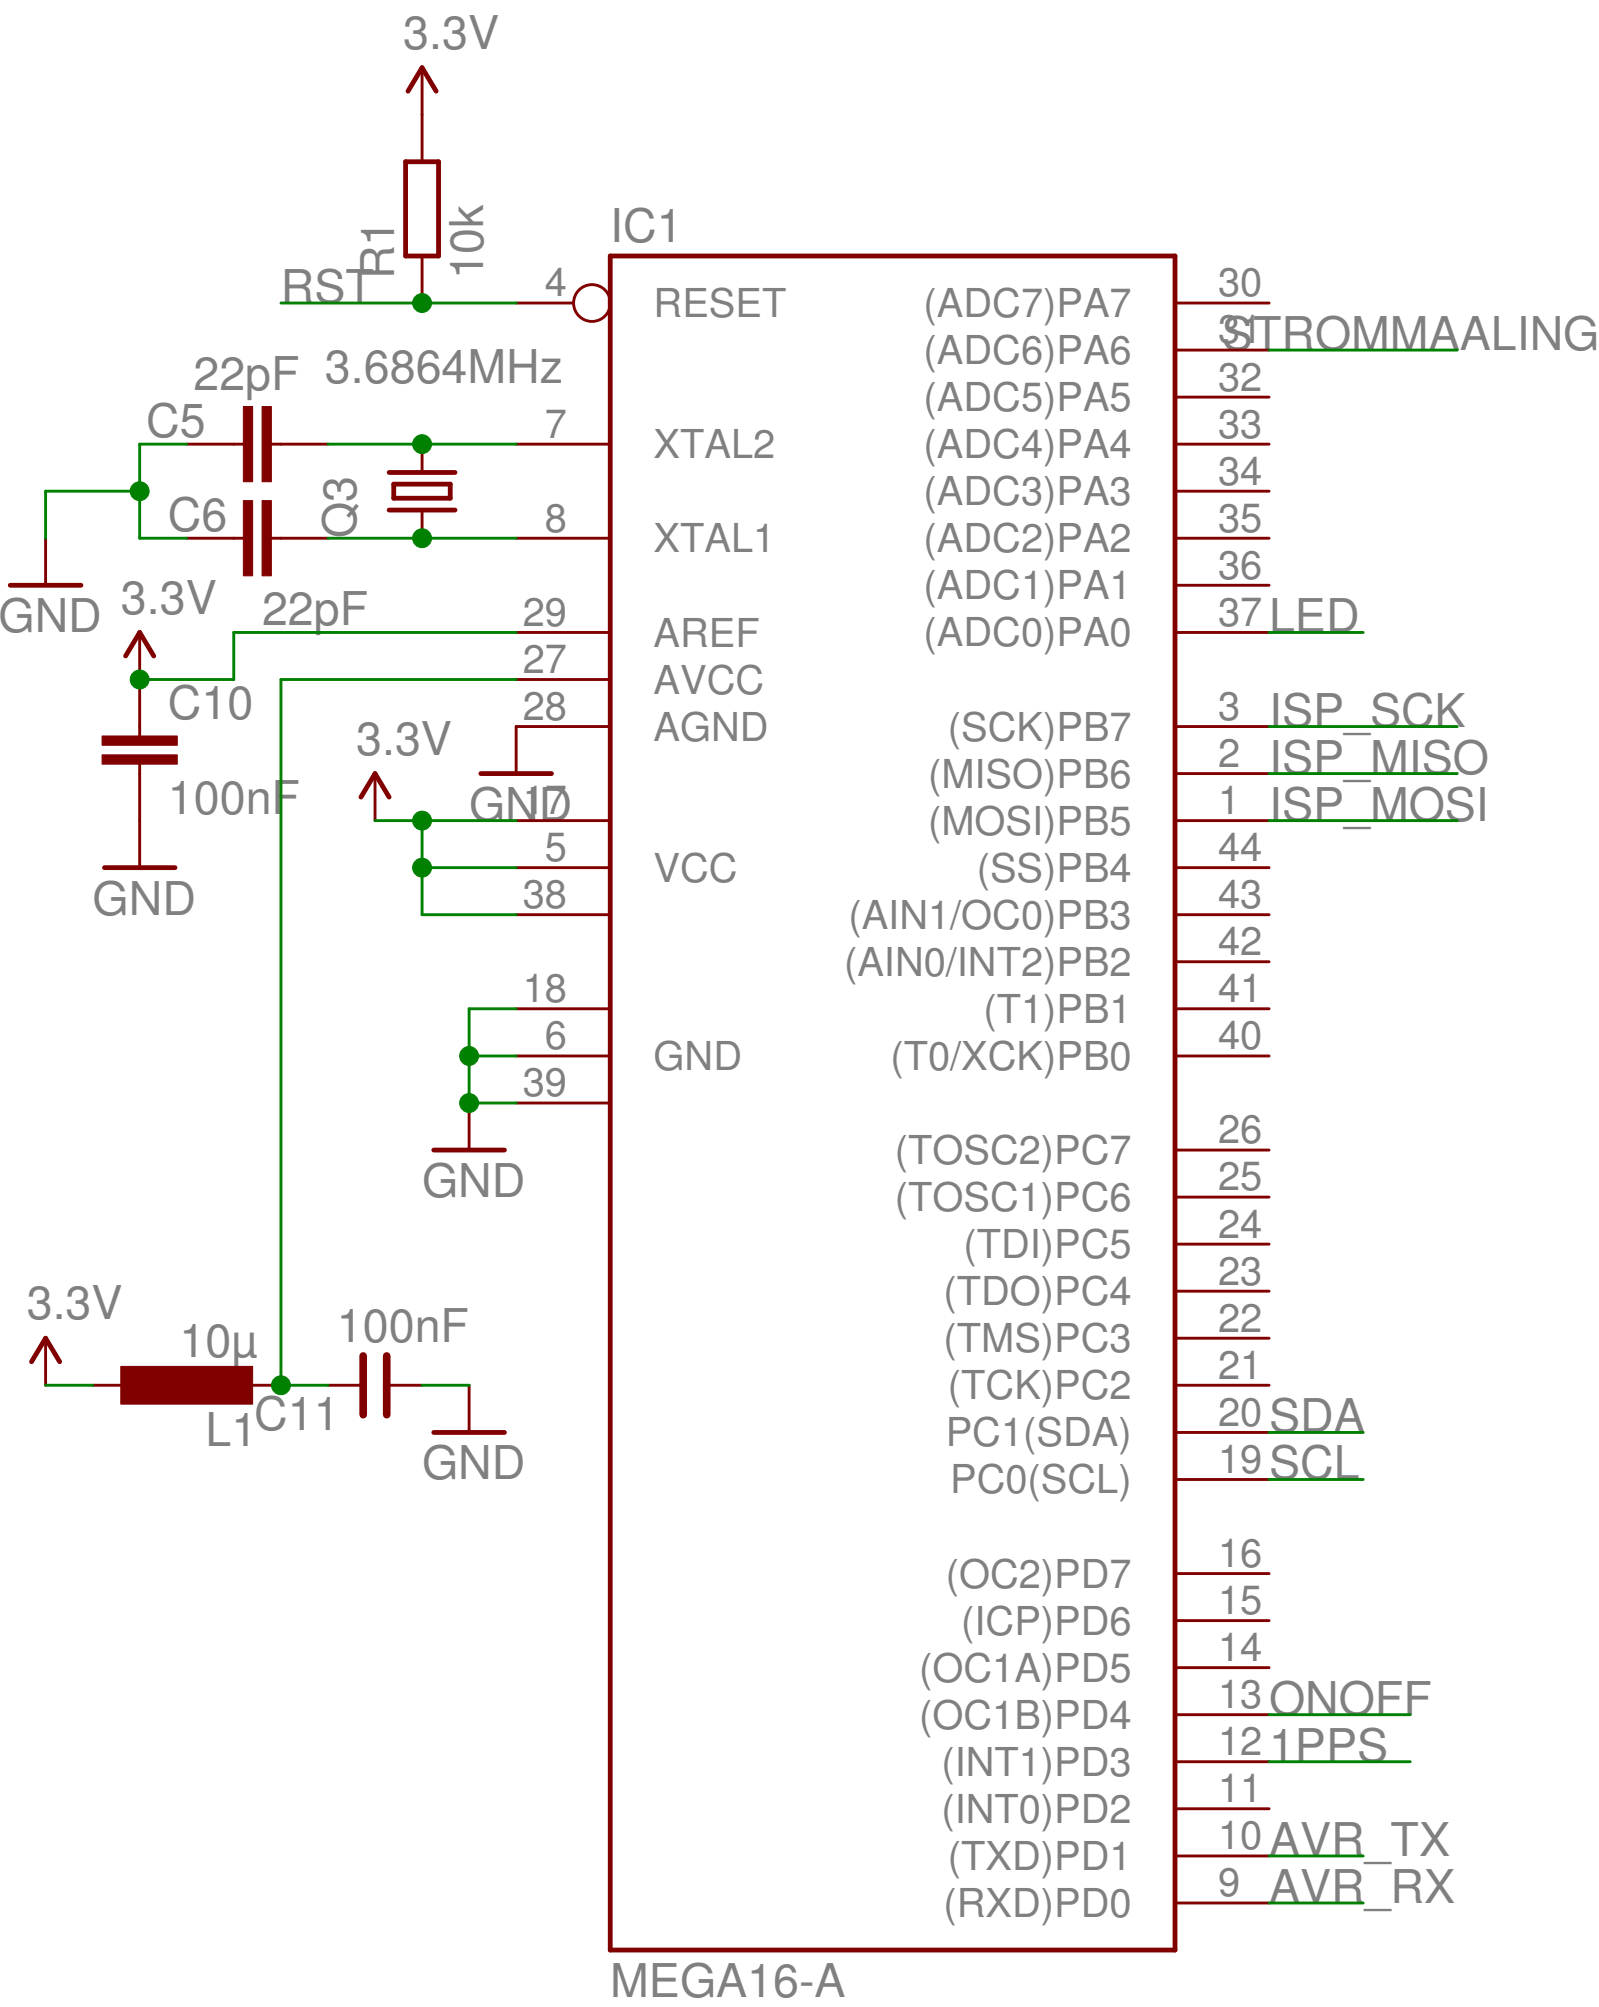 3.3V
R1
10k
IC1
RST
4
RESET
(ADC7)PA7
30
31
STROMMAALING
(ADC6)PA6
22pF
3.6864MHz
(ADC5)PA5
32
C5
7
XTAL2
(ADC4)PA4
33
Q3
(ADC3)PA3
34
C6
8
XTAL1
(ADC2)PA2
35
(ADC1)PA1
36
GND
3.3V
22pF
29
AREF
(ADC0)PA0
37
LED
27
AVCC
C10
28
AGND
(SCK)PB7
3
ISP_SCK
3.3V
(MISO)PB6
2
ISP_MISO
100nF
GND
17
(MOSI)PB5
1
ISP_MOSI
5
VCC
(SS)PB4
44
GND
38
(AIN1/OC0)PB3
43
(AIN0/INT2)PB2
42
18
(T1)PB1
41
6
GND
(T0/XCK)PB0
40
39
GND
(TOSC2)PC7
26
(TOSC1)PC6
25
(TDI)PC5
24
(TDO)PC4
23
3.3V
10µ
100nF
(TMS)PC3
22
(TCK)PC2
21
L1
C11
GND
PC1(SDA)
20
SDA
PC0(SCL)
19
SCL
(OC2)PD7
16
(ICP)PD6
15
(OC1A)PD5
14
(OC1B)PD4
13
ONOFF
(INT1)PD3
12
1PPS
(INT0)PD2
11
(TXD)PD1
10
AVR_TX
(RXD)PD0
9
AVR_RX
MEGA16-A